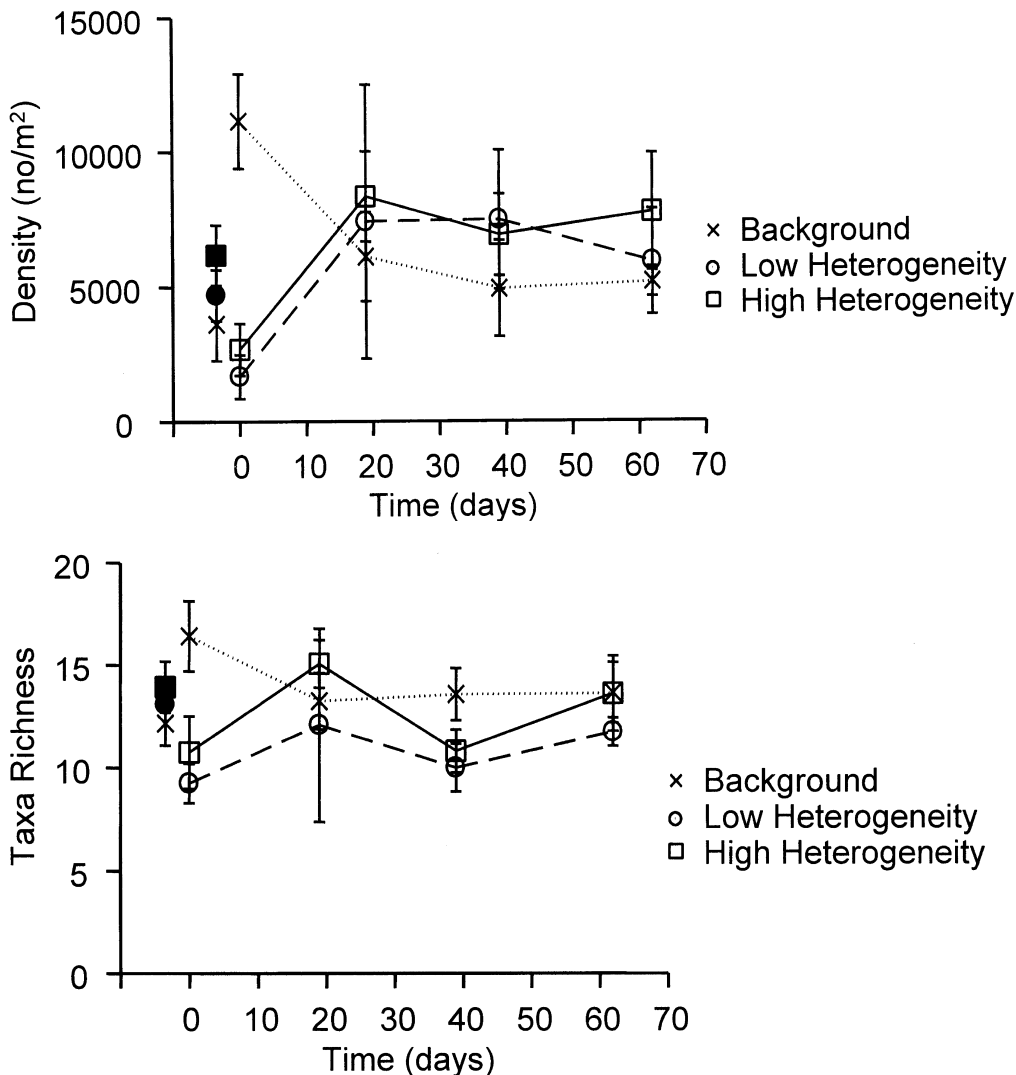 15000
10000
5000
0
Density (no/m²)
0 10 20 30 40 50 60 70
Time (days)
Background
Low Heterogeneity
High Heterogeneity
20
15
10
5
0
Taxa Richness
0 10 20 30 40 50 60 70
Time (days)
Background
Low Heterogeneity
High Heterogeneity